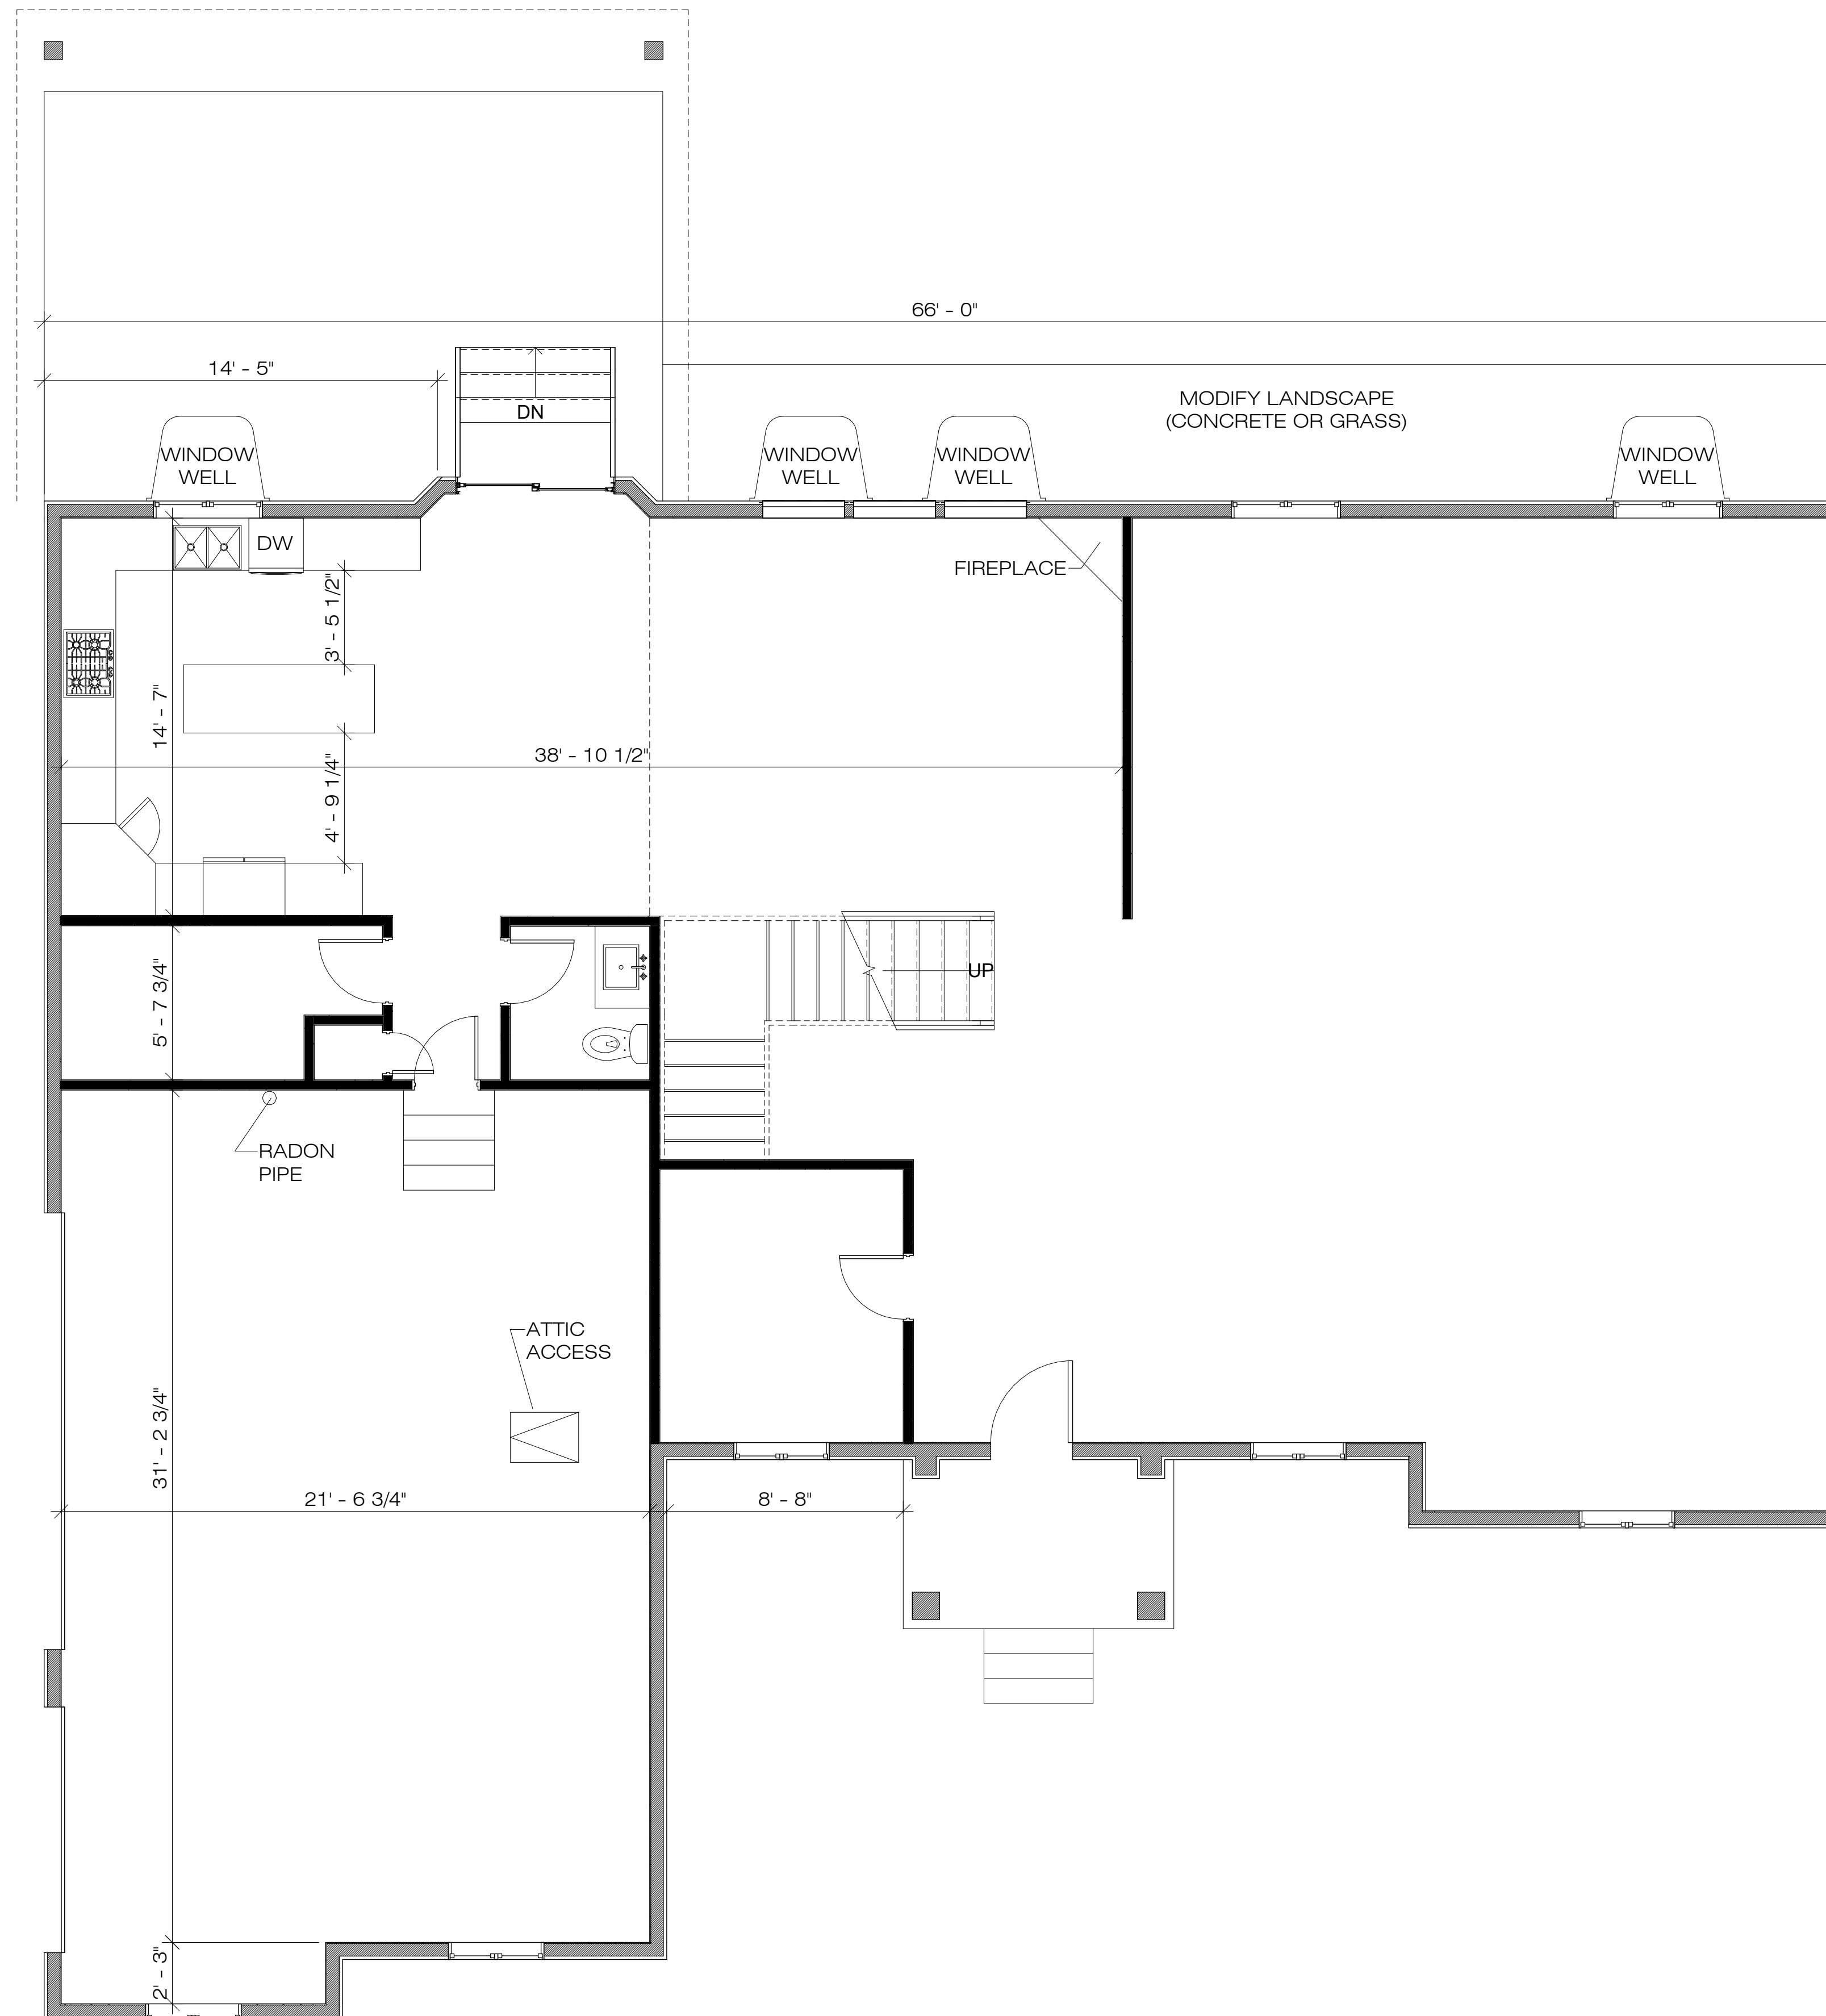 66' - 0"
14' - 5"
DN
MODIFY LANDSCAPE
(CONCRETE OR GRASS)
WINDOW
WELL
WINDOW
WELL
WINDOW
WELL
WINDOW
WELL
DW
FIREPLACE
3' - 5 1/2"
14' - 7"
38' - 10 1/2"
4' - 9 1/4"
5' - 7 3/4"
UP
RADON
PIPE
ATTIC
ACCESS
31' - 2 3/4"
21' - 6 3/4"
8' - 8"
2' - 3"